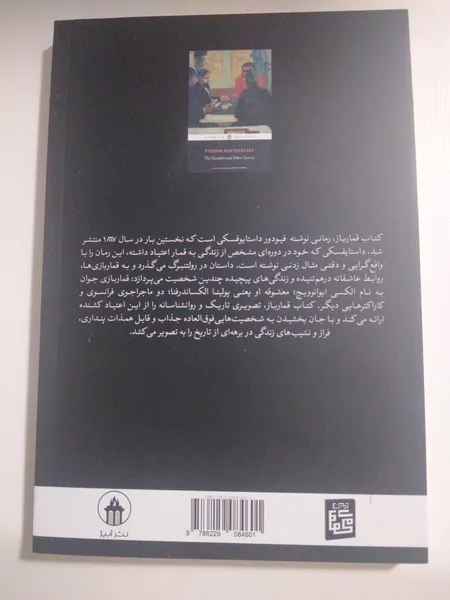 PENGUIN CLASSICS
FYODOR DOSTOYEVSKY
The Gambler and Other Stories
کتاب قمارباز، رمانی نوشته فیودور داستایوفسکی است که نخستین بار در سال ۱۸۶۷ منتشر
شد. داستایفسکی که خود در دوره‌ای مشخص از زندگی به قمار اعتیاد داشته، این رمان را با
واقع‌گرایی و دقتی مثال زدنی نوشته است. داستان در رولتنبرگ می‌گذرد و به قماربازی‌ها،
روابط عاشقانه درهم‌تنیده و زندگی‌های پیچیده چندین شخصیت می‌پردازد: قماربازی جوان
به نام الکسی ایوانوویچ؛ معشوقه او یعنی پولینا الکساندرفنا؛ دو ماجراجوی فرانسوی و
کاراکترهایی دیگر. کتاب قمارباز، تصویری تاریک و روانشناسانه را از این اعتیاد کشنده
ارائه می‌کند و با جان بخشیدن به شخصیت‌هایی فوق‌العاده جذاب و قابل همذات پنداری،
فراز و نشیب‌های زندگی در برهه‌ای از تاریخ را به تصویر می‌کشد.
9 786229 084601